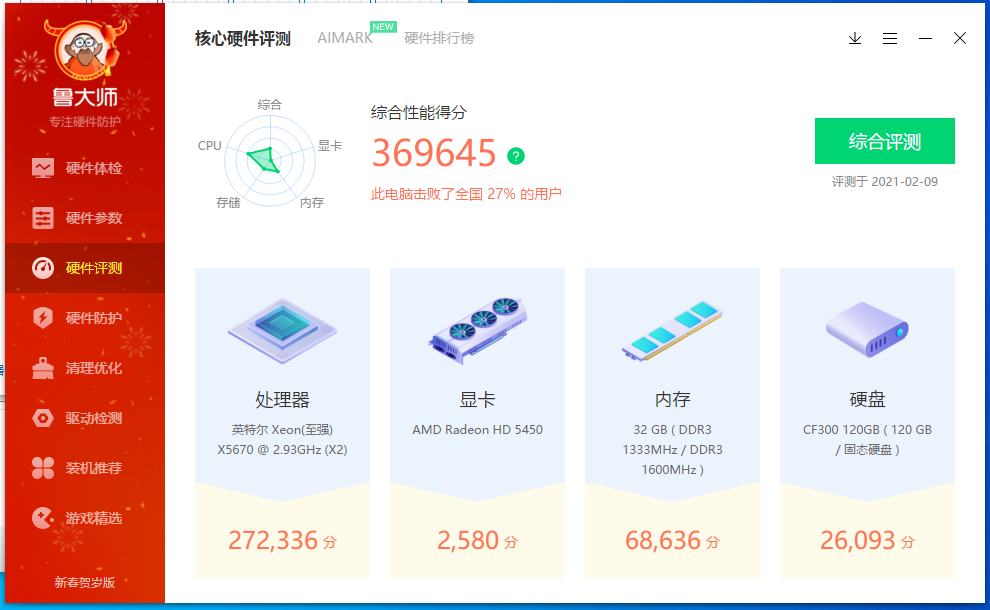 鲁大师
专注硬件防护
硬件体检
硬件参数
硬件评测
硬件防护
清理优化
驱动检测
装机推荐
游戏精选
新春贺岁版
核心硬件评测
AIMARK
NEW
硬件排行榜
综合
CPU
显卡
存储
内存
综合性能得分
369645
?
此电脑击败了全国 27% 的用户
综合评测
评测于 2021-02-09
处理器
英特尔 Xeon(至强)
X5670 @ 2.93GHz (X2)
272,336 分
显卡
AMD Radeon HD 5450
2,580 分
内存
32 GB ( DDR3
1333MHz / DDR3
1600MHz )
68,636 分
硬盘
CF300 120GB ( 120 GB
/ 固态硬盘 )
26,093 分